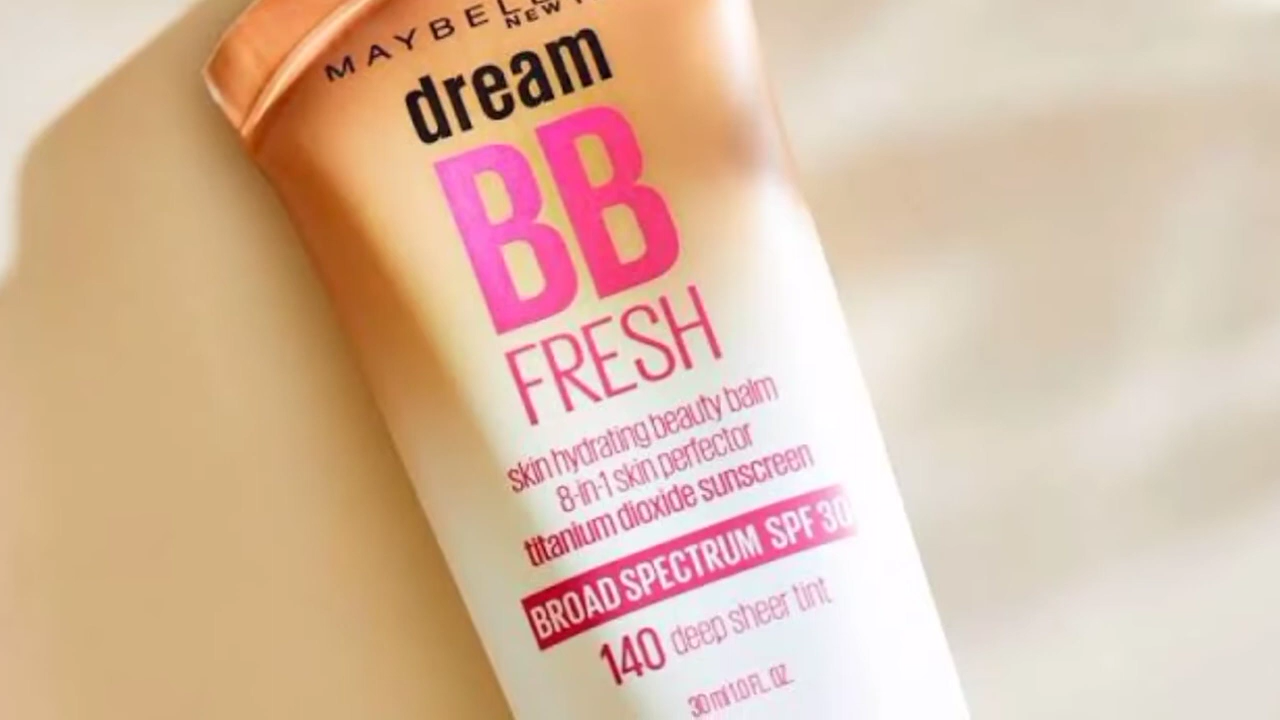 MAYBELL
NEW
dream
BB
FRESH
skin hydrating beauty balm
8-in-1 skin perfector
titanium dioxide sunscreen
BROAD SPECTRUM SPF 30
140 deep sheer tint
30 ml/1.0 FL. OZ.